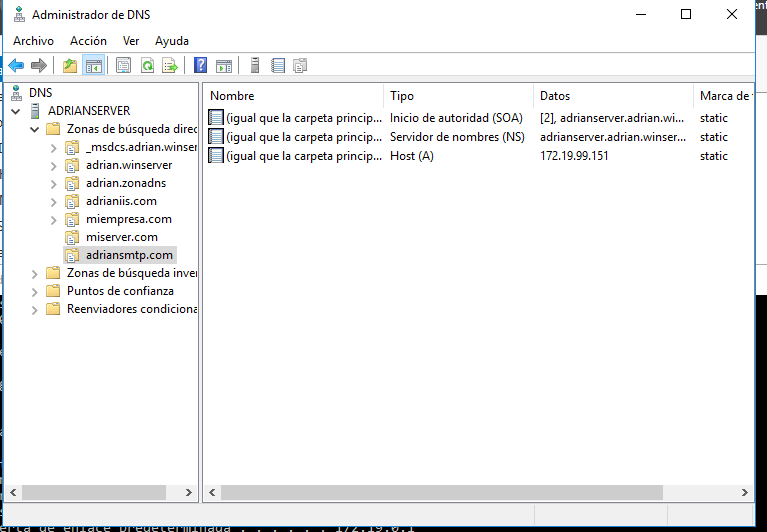 Administrador de DNS
Archivo Acción Ver Ayuda
DNS
ADRIANSERVER
Zonas de búsqueda direc
_msdcs.adrian.winser
adrian.winserver
adrian.zonadns
adrianiis.com
miempresa.com
miserver.com
adriansmtp.com
Zonas de búsqueda inver
Puntos de confianza
Reenviadores condiciona
Nombre Tipo Datos Marca de
(igual que la carpeta princip... Inicio de autoridad (SOA) [2], adrianserver.adrian.wi... static
(igual que la carpeta princip... Servidor de nombres (NS) adrianserver.adrian.winser... static
(igual que la carpeta princip... Host (A) 172.19.99.151 static
erta de enlace predeterminada . . . . . . 172.19.0.1